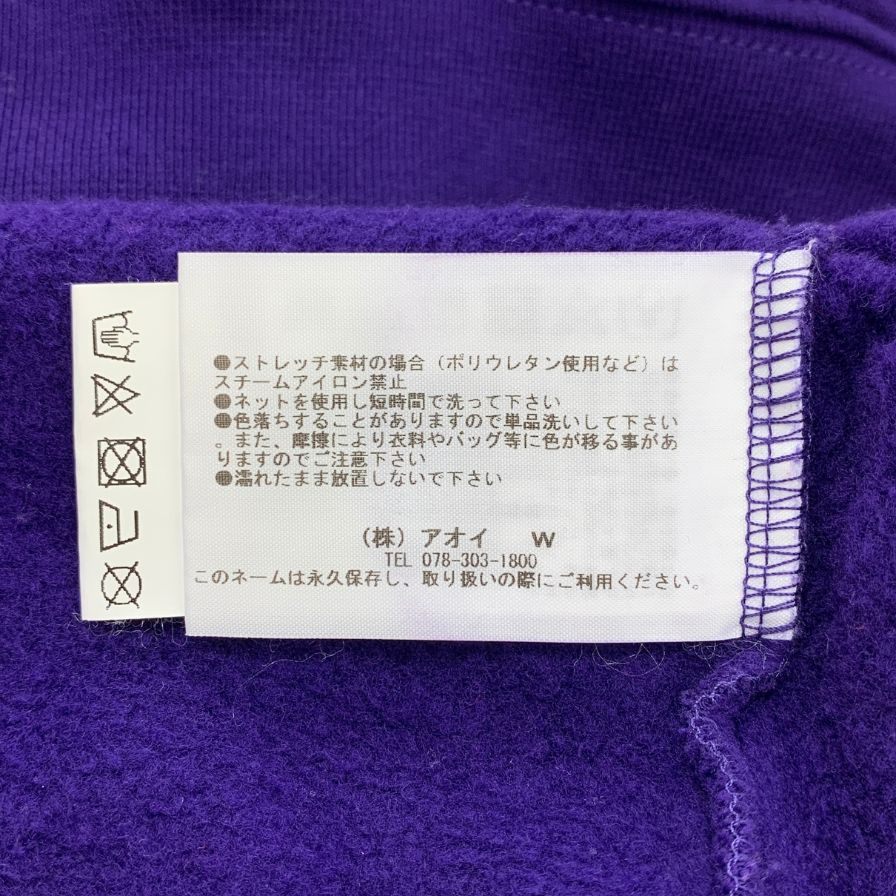 ●ストレッチ素材の場合（ポリウレタン使用など）は
スチームアイロン禁止
●ネットを使用し短時間で洗って下さい
●色落ちすることがありますので単品洗いして下さい
。また、摩擦により衣料やバッグ等に色が移る事があ
りますのでご注意下さい
●濡れたまま放置しないで下さい
（株）アオイ　W
TEL 078-303-1800
このネームは永久保存し、取り扱いの際にご利用ください。